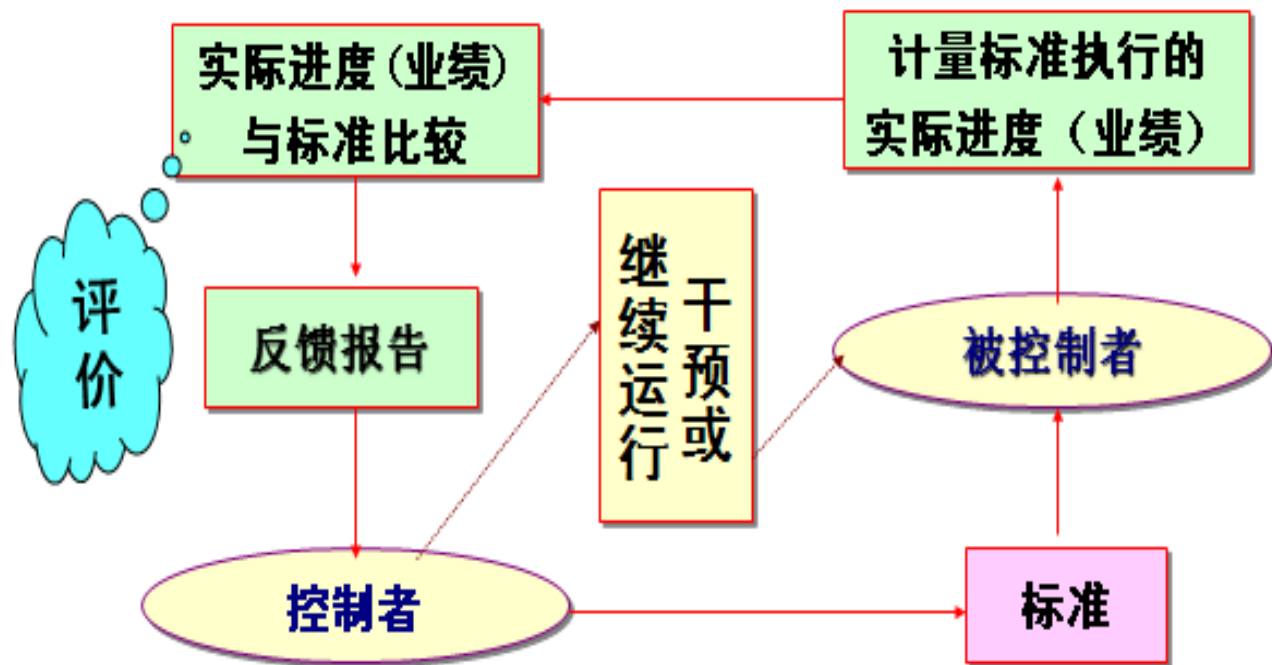 实际进度(业绩)
与标准比较
计量标准执行的
实际进度（业绩）
评价
反馈报告
干预或
继续运行
被控制者
控制者
标准